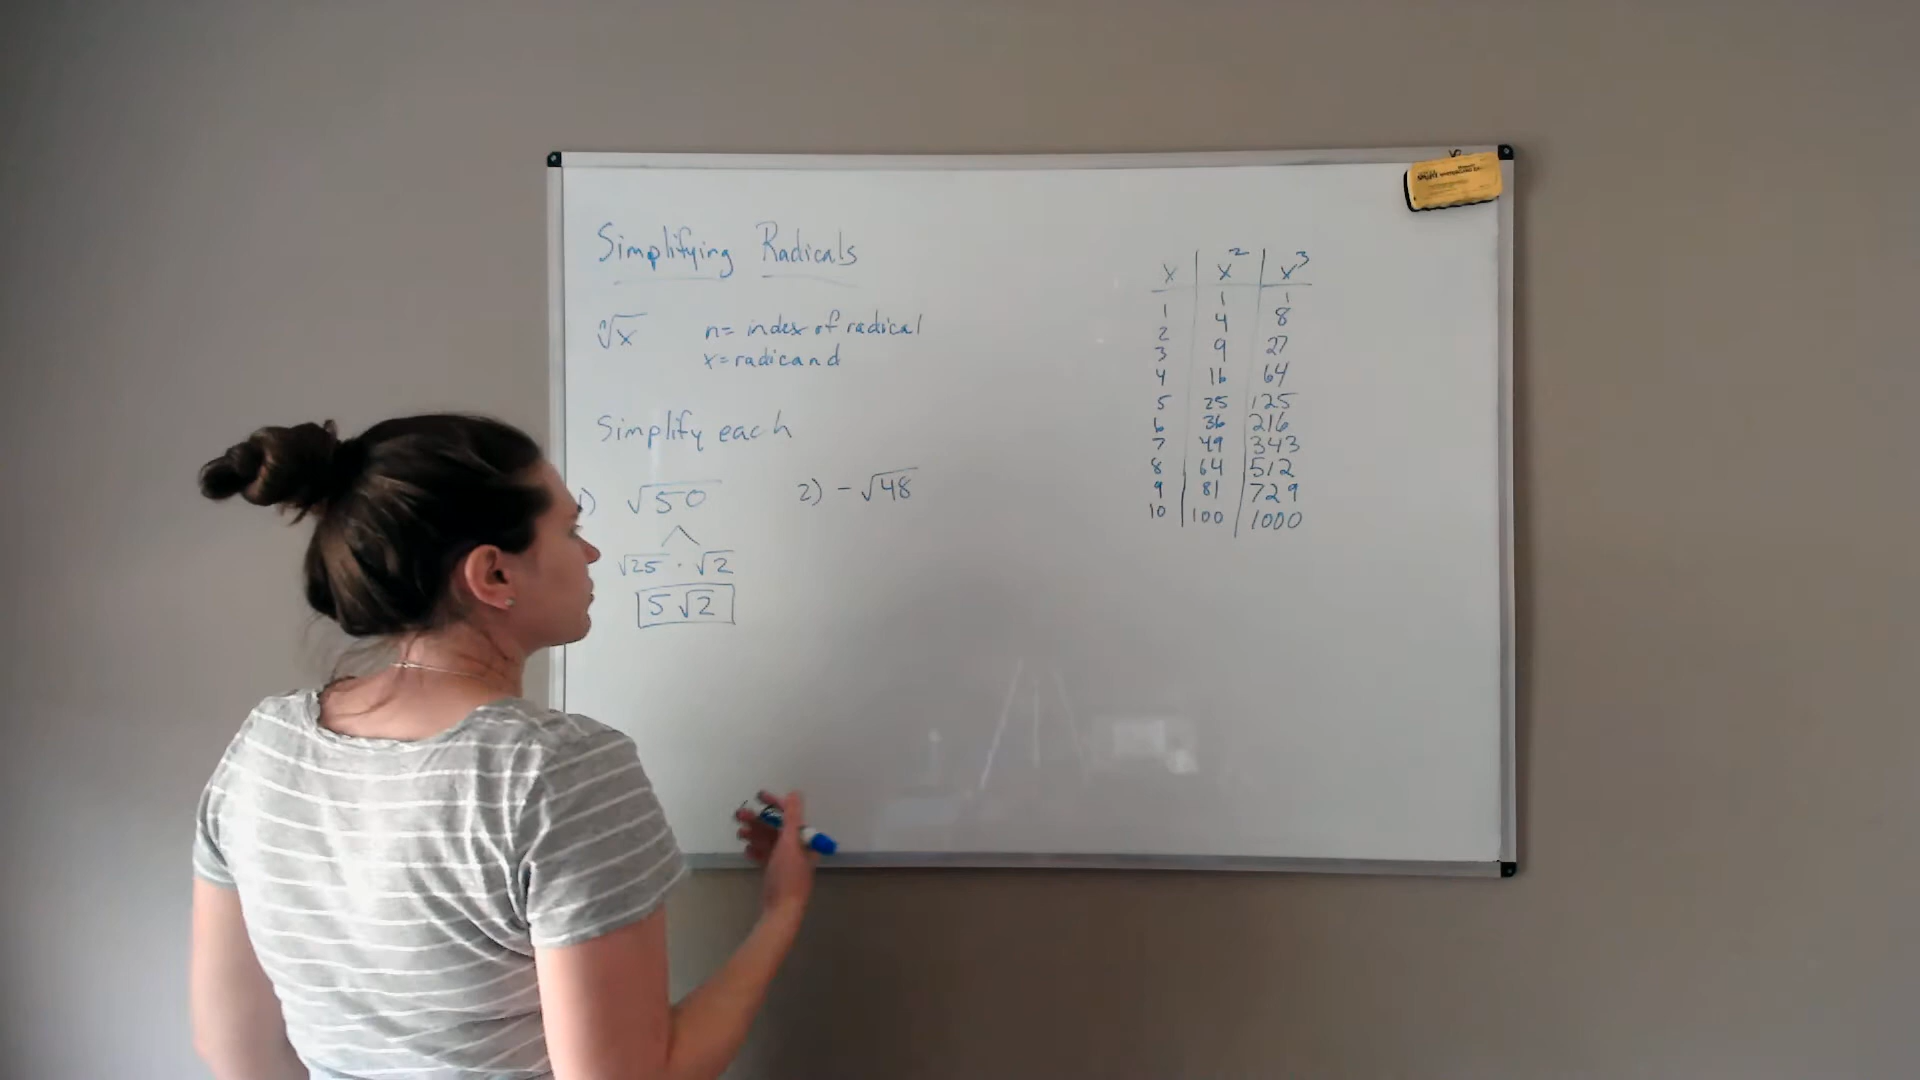 Simplifying Radicals
ⁿ√x n= index of radical
x= radicand
Simplify each
1) √50
√25 · √2
5√2
2) -√48
x | x² | x³
1 | 1 | 1
2 | 4 | 8
3 | 9 | 27
4 | 16 | 64
5 | 25 | 125
6 | 36 | 216
7 | 49 | 343
8 | 64 | 512
9 | 81 | 729
10 | 100 | 1000